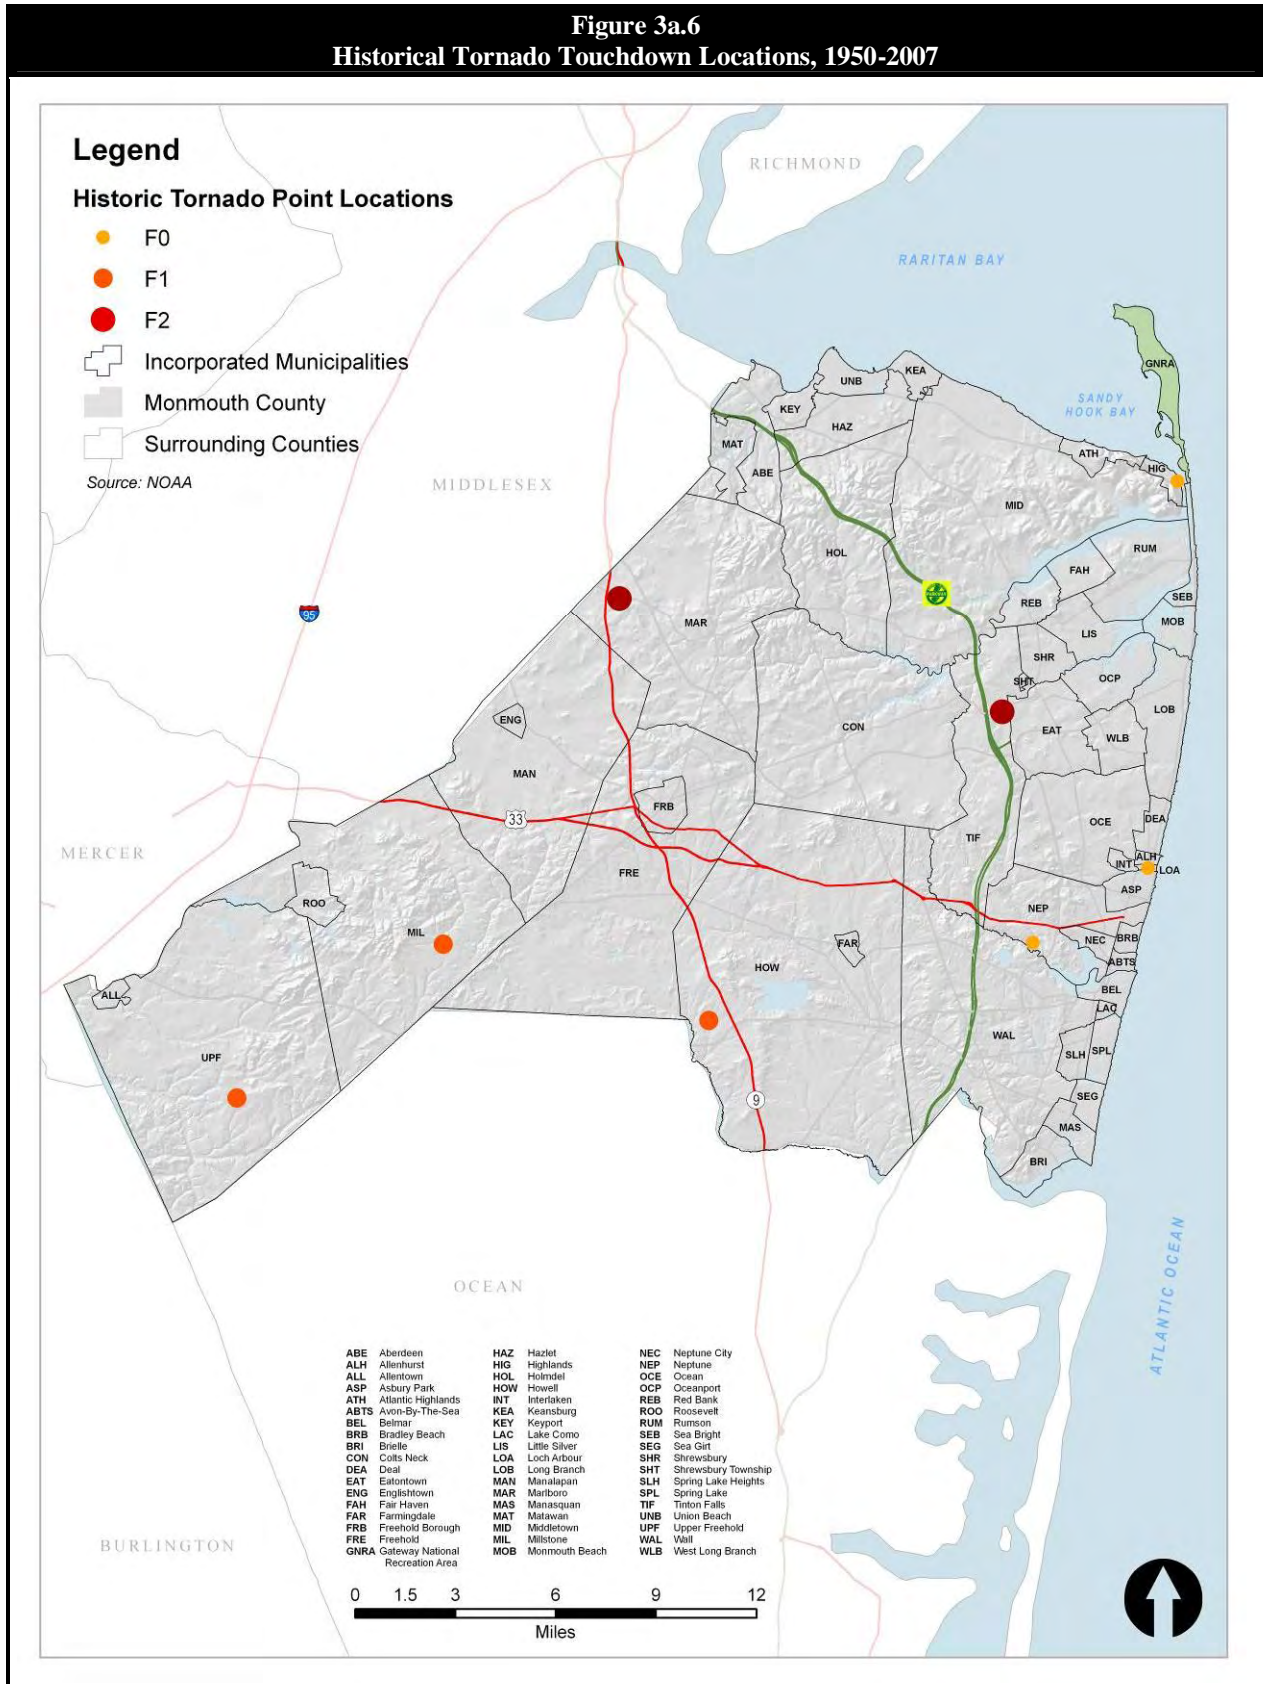 Figure 3a.6
Historical Tornado Touchdown Locations, 1950-2007
Legend
Historic Tornado Point Locations
F0
F1
F2
Incorporated Municipalities
Monmouth County
Surrounding Counties
Source: NOAA
RICHMOND
RARITAN BAY
GNRA
SANDY
HOOK BAY
KEA
UNB
KEY
HAZ
MAT
ABE
ATH
HIG
MIDDLESEX
MID
HOL
RUM
FAH
REB
SEB
95
MAR
MOB
LIS
SHR
SHT
OCP
LOB
ENG
CON
EAT
WLB
MAN
FRB
33
OCE
DEA
TIF
MERCER
INT
ALH
LOA
FRE
ASP
ROO
NEP
MIL
FAR
NEC
BRB
ABTS
HOW
BEL
ALL
LAC
WAL
UPF
SLH
SPL
9
SEG
MAS
BRI
ATLANTIC OCEAN
OCEAN
BURLINGTON
ABE Aberdeen
ALH Allenhurst
ALL Allentown
ASP Asbury Park
ATH Atlantic Highlands
ABTS Avon-By-The-Sea
BEL Belmar
BRB Bradley Beach
BRI Brielle
CON Colts Neck
DEA Deal
EAT Eatontown
ENG Englishtown
FAH Fair Haven
FAR Farmingdale
FRB Freehold Borough
FRE Freehold
GNRA Gateway National
Recreation Area
HAZ Hazlet
HIG Highlands
HOL Holmdel
HOW Howell
INT Interlaken
KEA Keansburg
KEY Keyport
LAC Lake Como
LIS Little Silver
LOA Loch Arbour
LOB Long Branch
MAN Manalapan
MAR Marlboro
MAS Manasquan
MAT Matawan
MID Middletown
MIL Millstone
MOB Monmouth Beach
NEC Neptune City
NEP Neptune
OCE Ocean
OCP Oceanport
REB Red Bank
ROO Roosevelt
RUM Rumson
SEB Sea Bright
SEG Sea Girt
SHR Shrewsbury
SHT Shrewsbury Township
SLH Spring Lake Heights
SPL Spring Lake
TIF Tinton Falls
UNB Union Beach
UPF Upper Freehold
WAL Wall
WLB West Long Branch
0 1.5 3 6 9 12
Miles